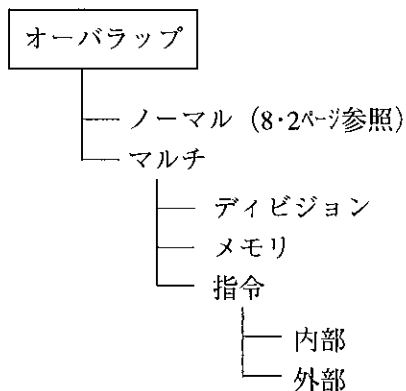 オーバラップ
ノーマル (8・2ページ参照)
マルチ
ディビジョン
メモリ
指令
内部
外部